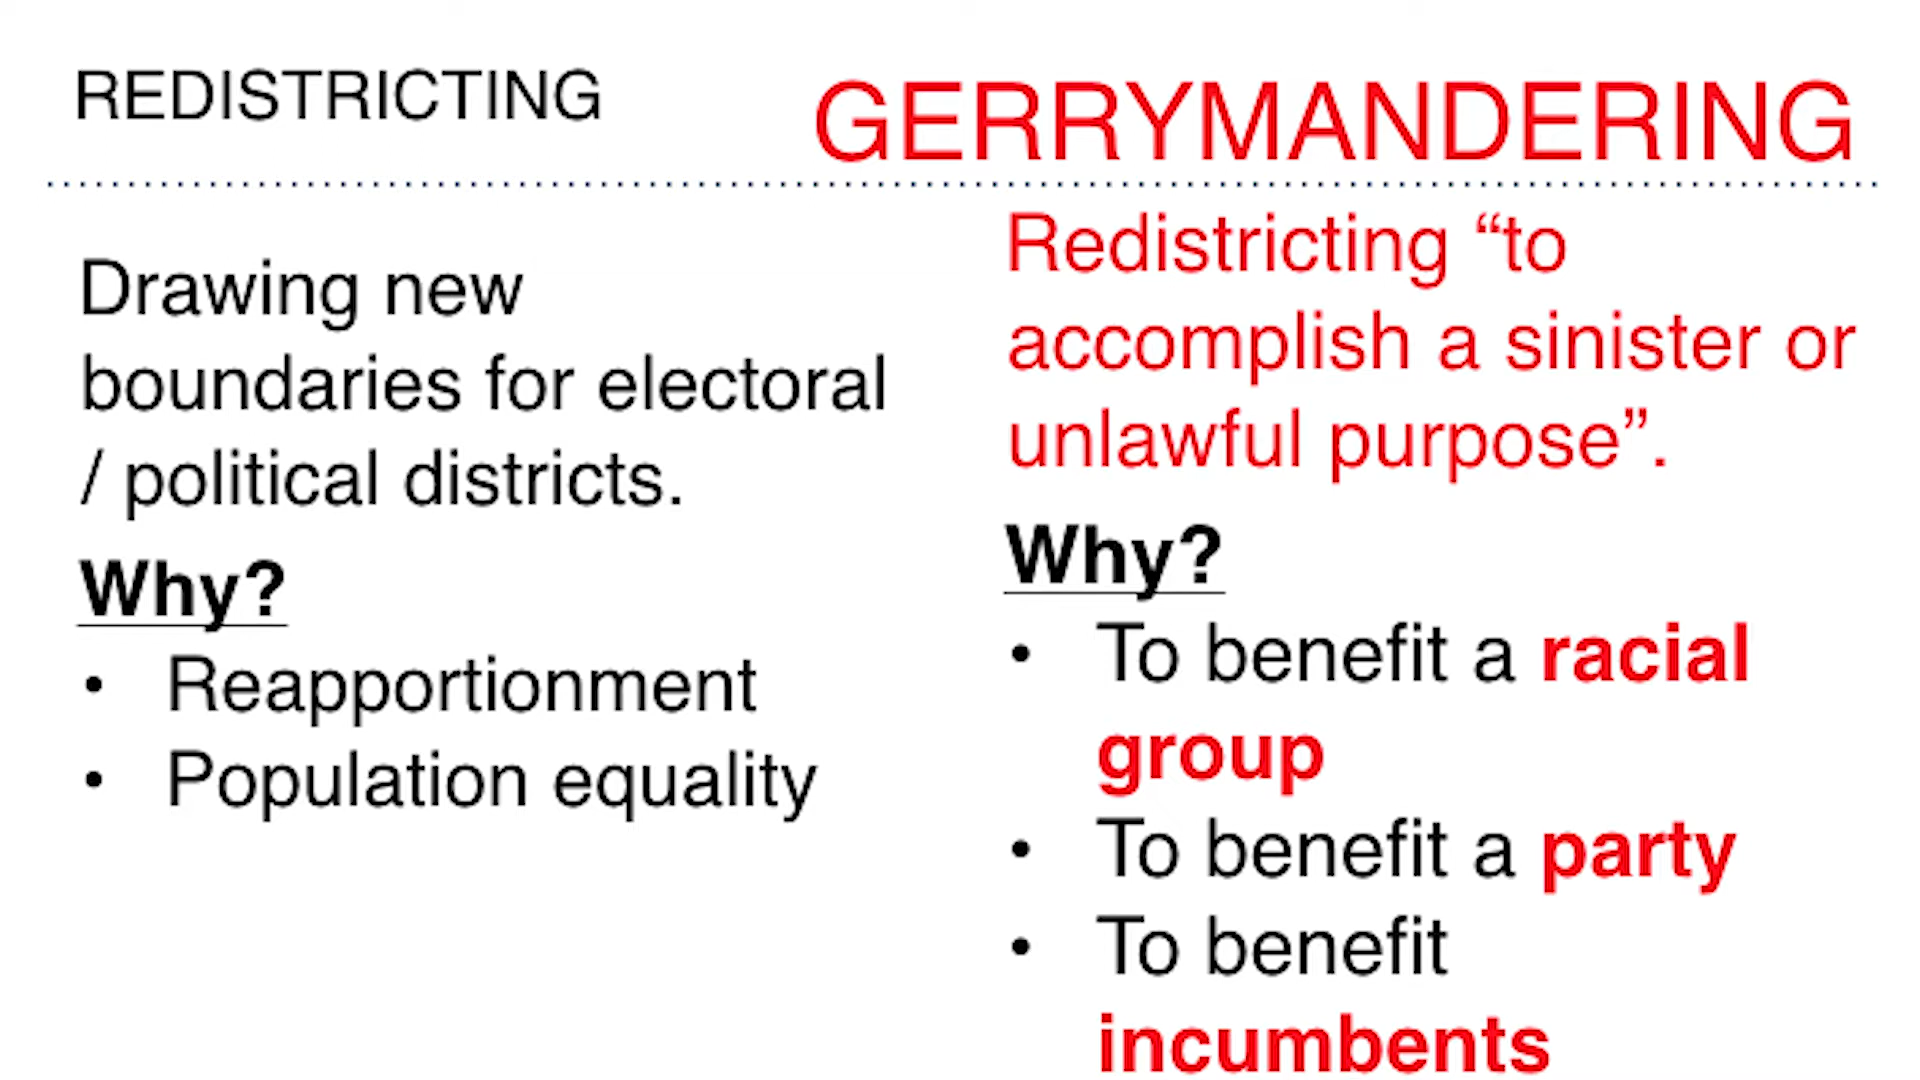 REDISTRICTING
Drawing new
boundaries for electoral
/ political districts.
Why?
• Reapportionment
• Population equality
GERRYMANDERING
Redistricting “to
accomplish a sinister or
unlawful purpose”.
Why?
• To benefit a racial
group
• To benefit a party
• To benefit
incumbents